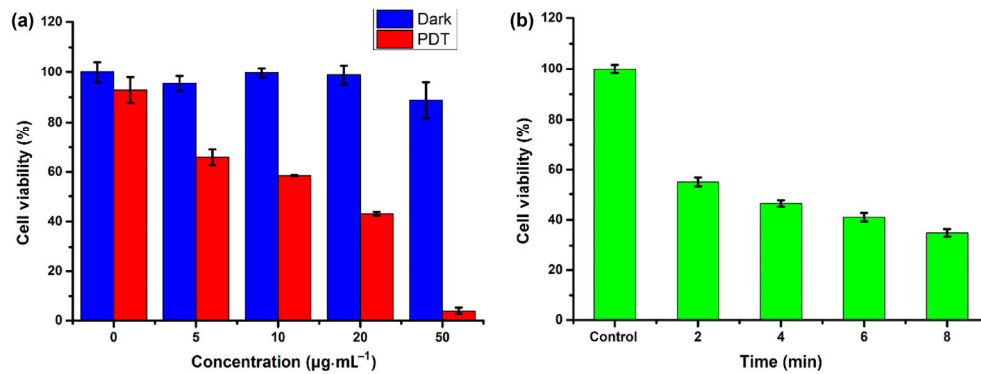 (a)
Dark
PDT
Cell viability (%)
120
100
80
60
40
20
0
0 5 10 20 50
Concentration (µg·mL⁻¹)
(b)
Cell viability (%)
120
100
80
60
40
20
0
Control 2 4 6 8
Time (min)